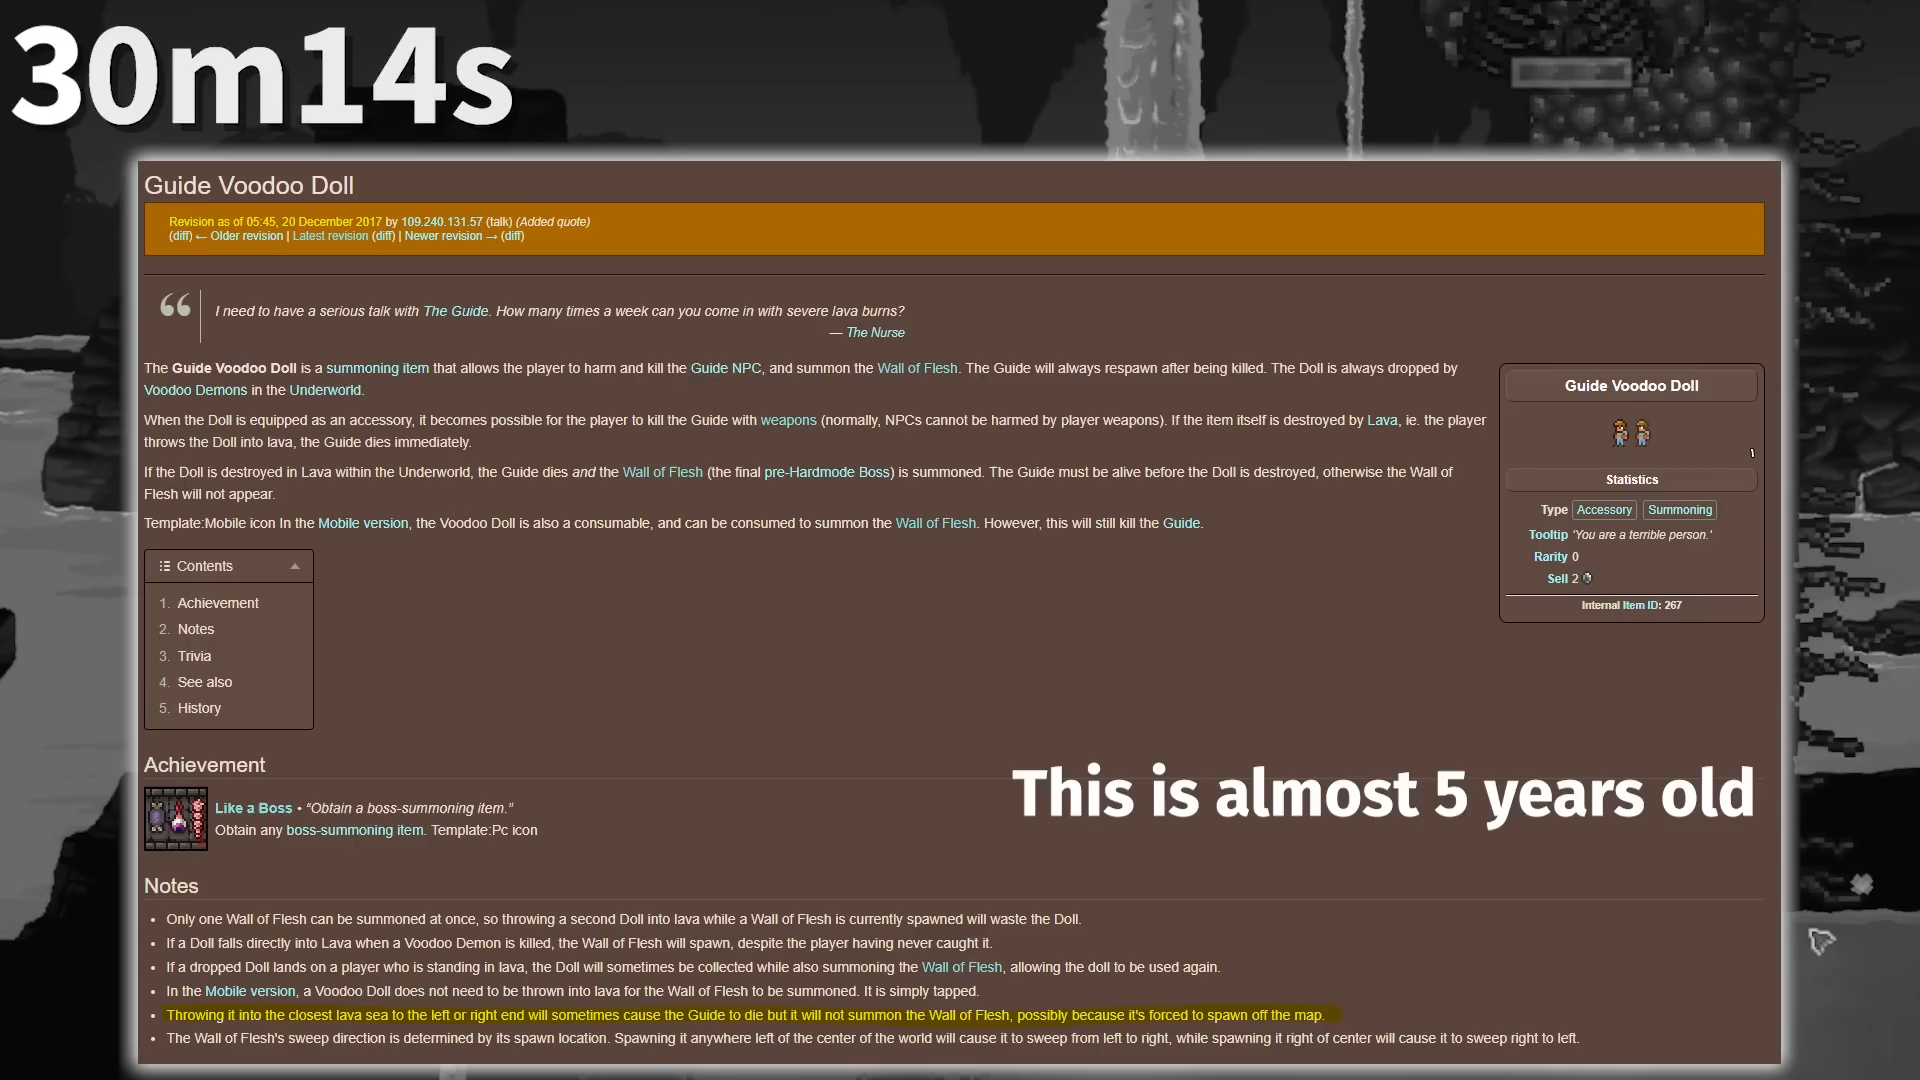 30m14s
Guide Voodoo Doll
Revision as of 05:45, 20 December 2017 by 109.240.131.57 (talk) (Added quote)
(diff) ← Older revision | Latest revision (diff) | Newer revision → (diff)
“ I need to have a serious talk with The Guide. How many times a week can you come in with severe lava burns?
— The Nurse
The Guide Voodoo Doll is a summoning item that allows the player to harm and kill the Guide NPC, and summon the Wall of Flesh. The Guide will always respawn after being killed. The Doll is always dropped by
Voodoo Demons in the Underworld.
When the Doll is equipped as an accessory, it becomes possible for the player to kill the Guide with weapons (normally, NPCs cannot be harmed by player weapons). If the item itself is destroyed by Lava, ie. the player
throws the Doll into lava, the Guide dies immediately.
If the Doll is destroyed in Lava within the Underworld, the Guide dies and the Wall of Flesh (the final pre-Hardmode Boss) is summoned. The Guide must be alive before the Doll is destroyed, otherwise the Wall of
Flesh will not appear.
Template:Mobile icon In the Mobile version, the Voodoo Doll is also a consumable, and can be consumed to summon the Wall of Flesh. However, this will still kill the Guide.
Guide Voodoo Doll
Statistics
Type Accessory Summoning
Tooltip 'You are a terrible person.'
Rarity 0
Sell 2
Internal Item ID: 267
Contents
1. Achievement
2. Notes
3. Trivia
4. See also
5. History
Achievement
Like a Boss • “Obtain a boss-summoning item.”
Obtain any boss-summoning item. Template:Pc icon
This is almost 5 years old
Notes
• Only one Wall of Flesh can be summoned at once, so throwing a second Doll into lava while a Wall of Flesh is currently spawned will waste the Doll.
• If a Doll falls directly into Lava when a Voodoo Demon is killed, the Wall of Flesh will spawn, despite the player having never caught it.
• If a dropped Doll lands on a player who is standing in lava, the Doll will sometimes be collected while also summoning the Wall of Flesh, allowing the doll to be used again.
• In the Mobile version, a Voodoo Doll does not need to be thrown into lava for the Wall of Flesh to be summoned. It is simply tapped.
• Throwing it into the closest lava sea to the left or right end will sometimes cause the Guide to die but it will not summon the Wall of Flesh, possibly because it's forced to spawn off the map.
• The Wall of Flesh's sweep direction is determined by its spawn location. Spawning it anywhere left of the center of the world will cause it to sweep from left to right, while spawning it right of center will cause it to sweep right to left.